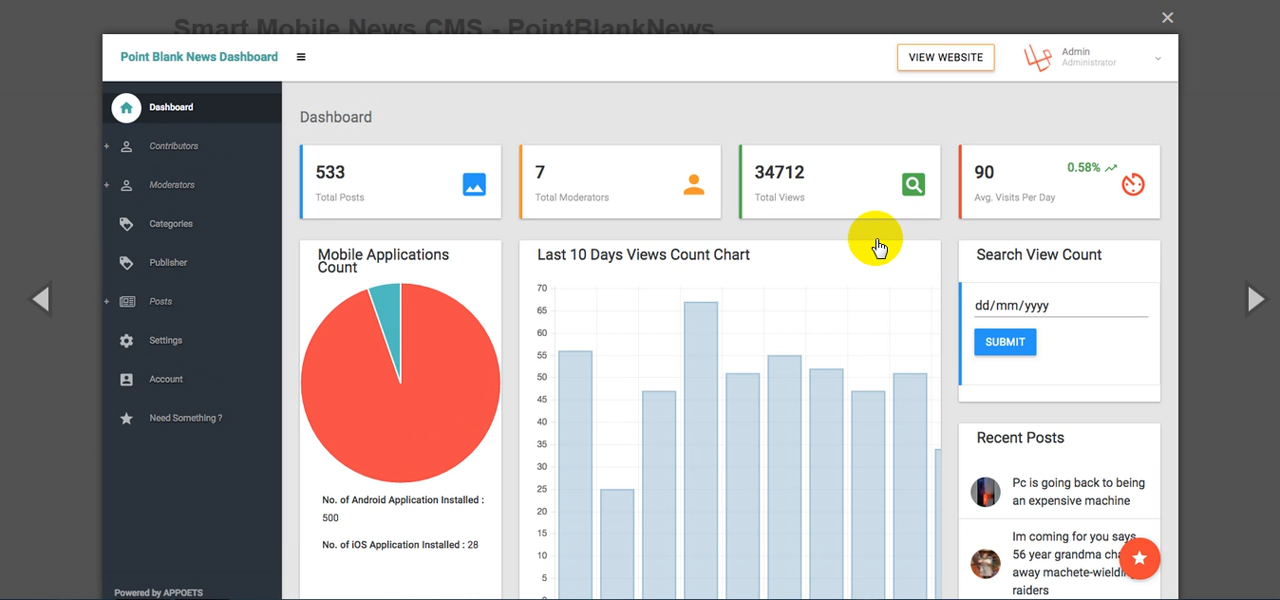 Smart Mobile News CMS - PointBlankNews
Point Blank News Dashboard
VIEW WEBSITE
Admin
Administrator
Dashboard
Contributors
Moderators
Categories
Publisher
Posts
Settings
Account
Need Something ?
Powered by APPOETS
Dashboard
533
Total Posts
7
Total Moderators
34712
Total Views
90
0.58%
Avg. Visits Per Day
Mobile Applications
Count
No. of Android Application Installed :
500
No. of iOS Application Installed : 28
Last 10 Days Views Count Chart
70
65
60
55
50
45
40
35
30
25
20
15
10
5
Search View Count
dd/mm/yyyy
SUBMIT
Recent Posts
Pc is going back to being
an expensive machine
Im coming for you says
56 year grandma
away
raiders